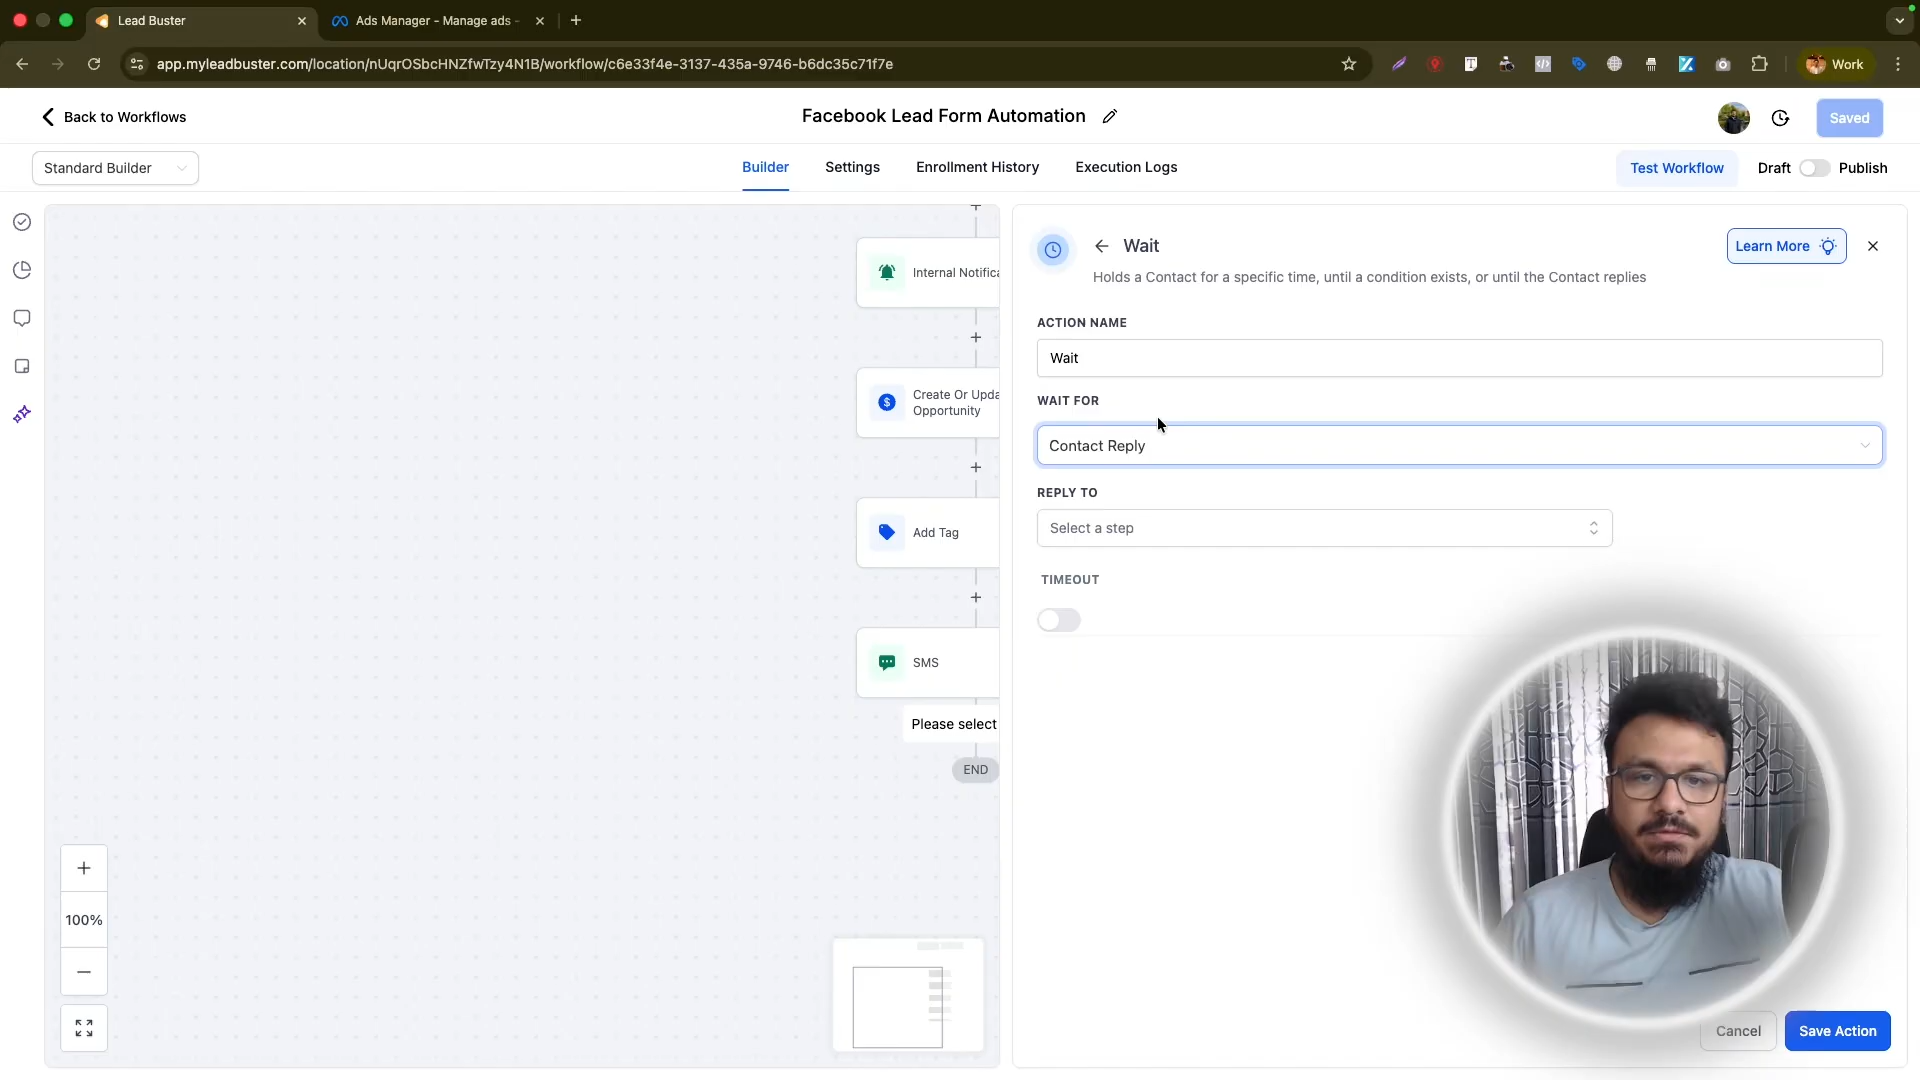 Lead Buster
Ads Manager - Manage ads -
app.myleadbuster.com/location/nUqrOSbcHNZfwTzy4N1B/workflow/c6e33f4e-3137-435a-9746-b6dc35c71f7e
Work
Back to Workflows
Facebook Lead Form Automation
Saved
Standard Builder
Builder
Settings
Enrollment History
Execution Logs
Test Workflow
Draft
Publish
Internal Notifica
Create Or Upda
Opportunity
Add Tag
SMS
Please select
END
100%
Wait
Learn More
Holds a Contact for a specific time, until a condition exists, or until the Contact replies
ACTION NAME
Wait
WAIT FOR
Contact Reply
REPLY TO
Select a step
TIMEOUT
Cancel
Save Action